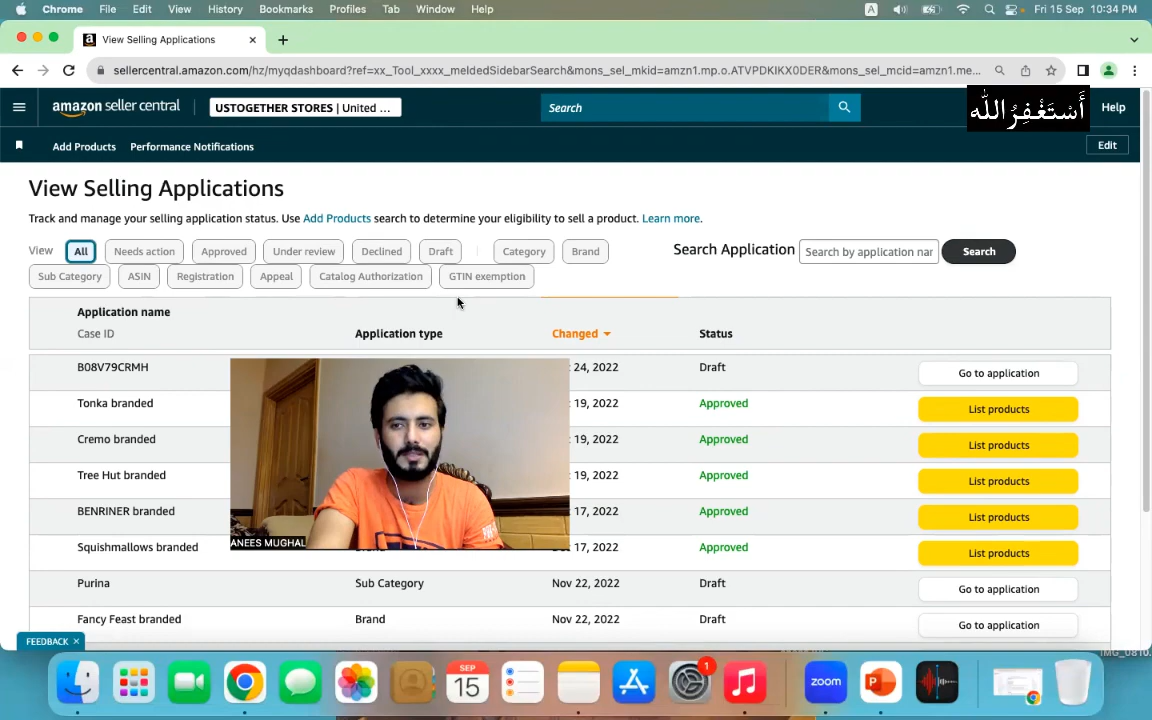 Chrome File Edit View History Bookmarks Profiles Tab Window Help A Fri 15 Sep 10:34 PM
a View Selling Applications
sellercentral.amazon.com/hz/myqdashboard?ref=xx_Tool_xxxx_meldedSidebarSearch&mons_sel_mkid=amzn1.mp.o.ATVPDKIKX0DER&mons_sel_mcid=amzn1.me...
amazon seller central USTOGETHER STORES | United ... Search أَسْتَغْفِرُ اللّٰه Help
Add Products Performance Notifications Edit
View Selling Applications
Track and manage your selling application status. Use Add Products search to determine your eligibility to sell a product. Learn more.
View All Needs action Approved Under review Declined Draft Category Brand Search Application Search by application nar Search
Sub Category ASIN Registration Appeal Catalog Authorization GTIN exemption
Application name
Case ID Application type Changed Status
B08V79CRMH 24, 2022 Draft Go to application
Tonka branded 19, 2022 Approved List products
Cremo branded 19, 2022 Approved List products
Tree Hut branded 19, 2022 Approved List products
BENRINER branded 17, 2022 Approved List products
Squishmallows branded 17, 2022 Approved List products
ANEES MUGHAL
Purina Sub Category Nov 22, 2022 Draft Go to application
Fancy Feast branded Brand Nov 22, 2022 Draft Go to application
FEEDBACK ×
IMG_0810.
SEP
15
1
zoom
P